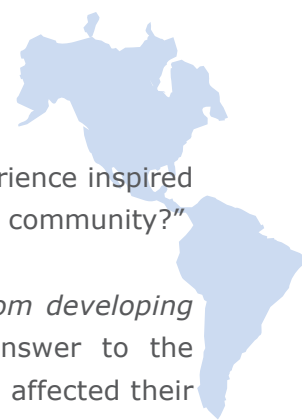 rience inspired
community?”
om developing
nswer to the
affected their